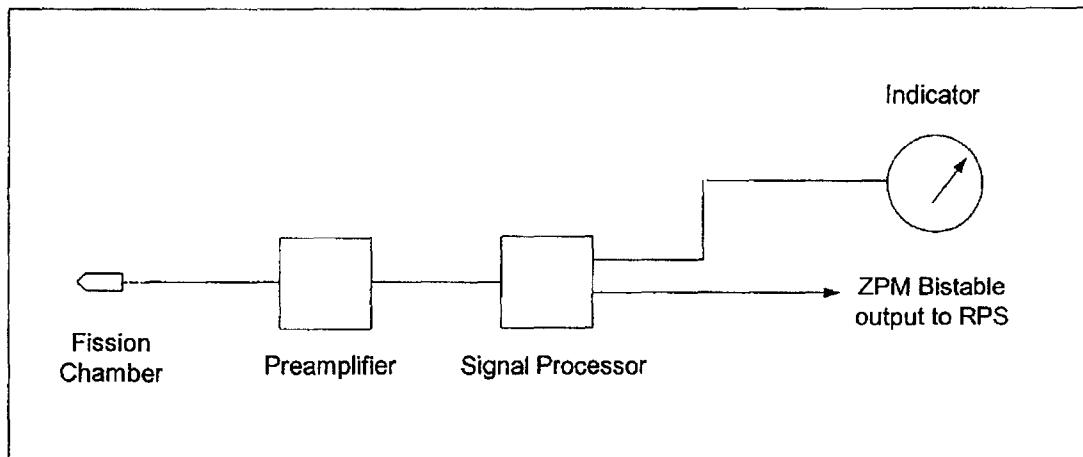 Indicator
Fission
Chamber
Preamplifier
Signal Processor
ZPM Bistable
output to RPS